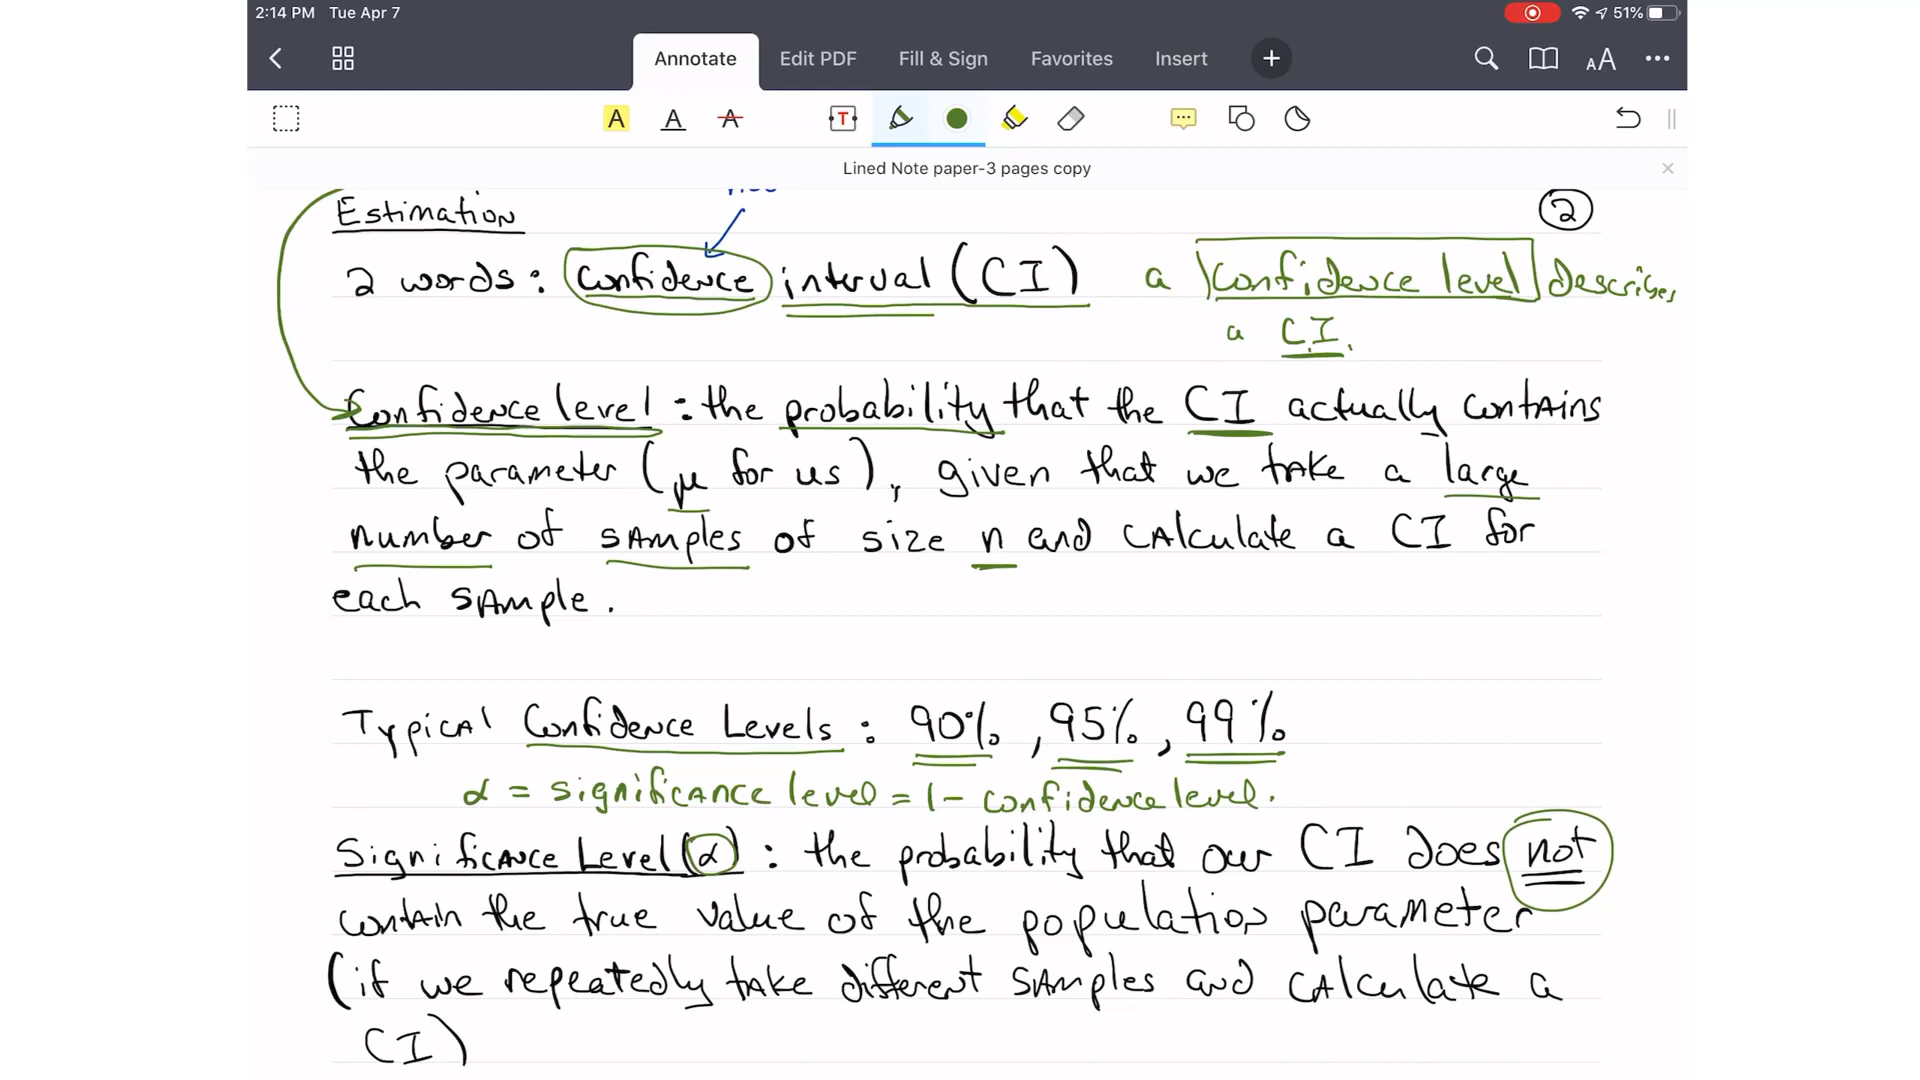 2:14 PM Tue Apr 7 51%
Annotate Edit PDF Fill & Sign Favorites Insert
A A A T
Lined Note paper-3 pages copy
Estimation 2
2 words: Confidence interval (CI) a Confidence level describes
a C.I.
Confidence level: the probability that the CI actually contains
the parameter (μ for us), given that we take a large
number of samples of size n and calculate a CI for
each sample.
Typical Confidence Levels: 90%, 95%, 99%
α = significance level = 1 - confidence level.
Significance Level (α): the probability that our CI does not
contain the true value of the population parameter
(if we repeatedly take different samples and calculate a
CI)